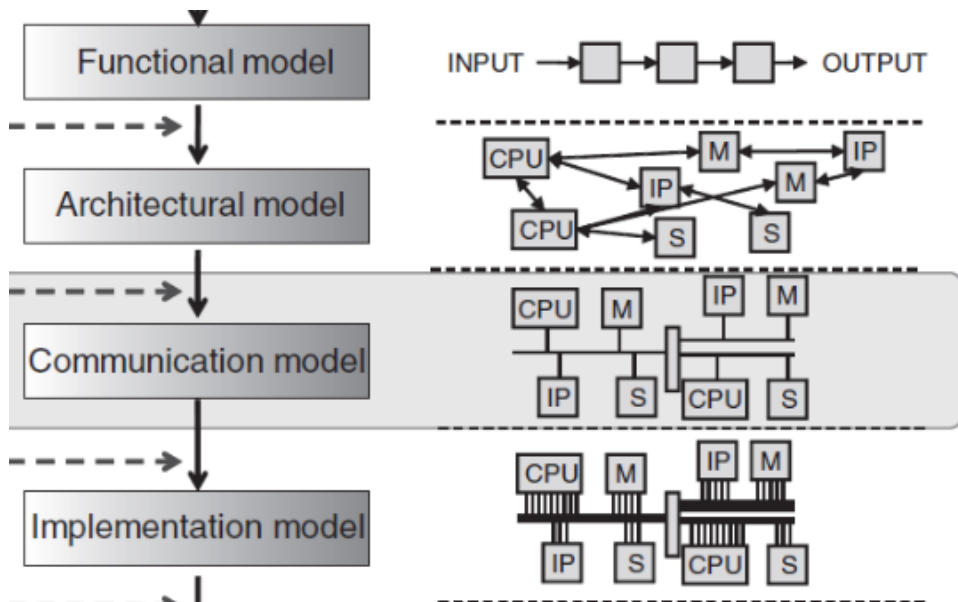 Functional model
INPUT
OUTPUT
CPU
M
IP
IP
M
Architectural model
CPU
S
S
CPU
M
IP
M
Communication model
IP
S
CPU
S
CPU
M
IP
M
Implementation model
IP
S
CPU
S